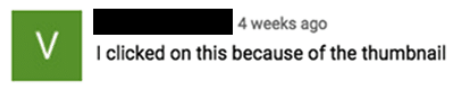 V
4 weeks ago
I clicked on this because of the thumbnail